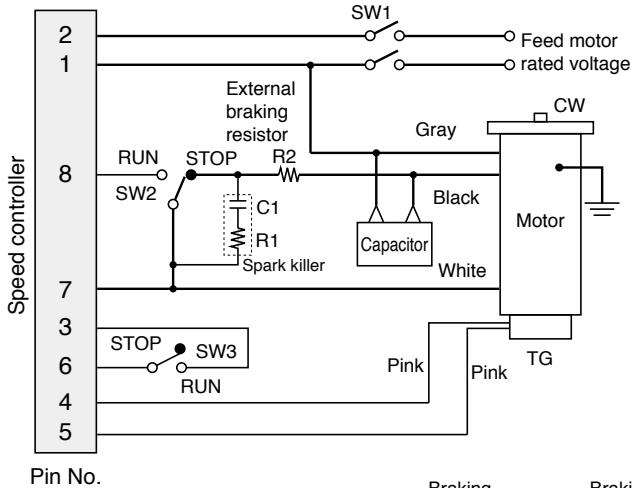 SW1
2
Feed motor
1
rated voltage
External
braking
resistor
CW
Gray
RUN
STOP
R2
8
SW2
C1
Black
R1
Capacitor
Motor
Spark killer
White
7
Speed controller
3
STOP
SW3
6
RUN
Pink
Pink
TG
4
5
Pin No.
Braking
Braki